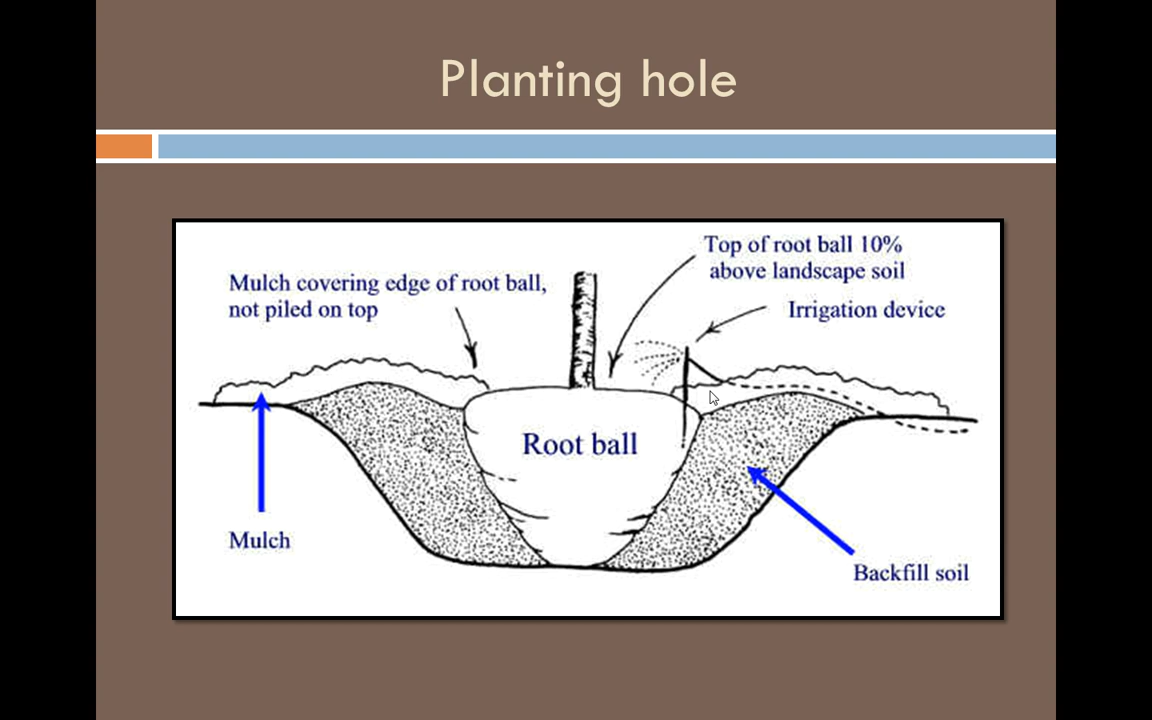 Planting hole
Top of root ball 10%
above landscape soil
Mulch covering edge of root ball,
not piled on top
Irrigation device
Root ball
Mulch
Backfill soil